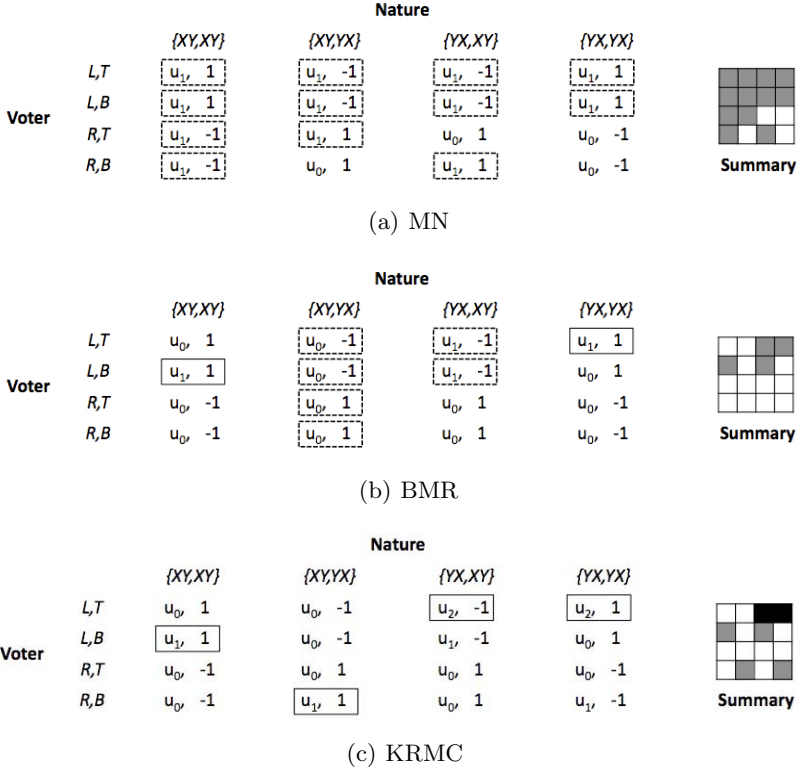 Nature
{XY,XY} {XY,YX} {YX,XY} {YX,YX}
L,T u₁, 1 u₁, -1 u₁, -1 u₁, 1
L,B u₁, 1 u₁, -1 u₁, -1 u₁, 1
Voter
R,T u₁, -1 u₁, 1 u₀, 1 u₀, -1
R,B u₁, -1 u₀, 1 u₁, 1 u₀, -1
Summary
(a) MN
Nature
{XY,XY} {XY,YX} {YX,XY} {YX,YX}
L,T u₀, 1 u₀, -1 u₁, -1 u₁, 1
L,B u₁, 1 u₀, -1 u₁, -1 u₀, 1
Voter
R,T u₀, -1 u₀, 1 u₀, 1 u₀, -1
R,B u₀, -1 u₀, 1 u₀, 1 u₀, -1
Summary
(b) BMR
Nature
{XY,XY} {XY,YX} {YX,XY} {YX,YX}
L,T u₀, 1 u₀, -1 u₂, -1 u₂, 1
L,B u₁, 1 u₀, -1 u₁, -1 u₀, 1
Voter
R,T u₀, -1 u₀, 1 u₀, 1 u₀, -1
R,B u₀, -1 u₁, 1 u₀, 1 u₁, -1
Summary
(c) KRMC